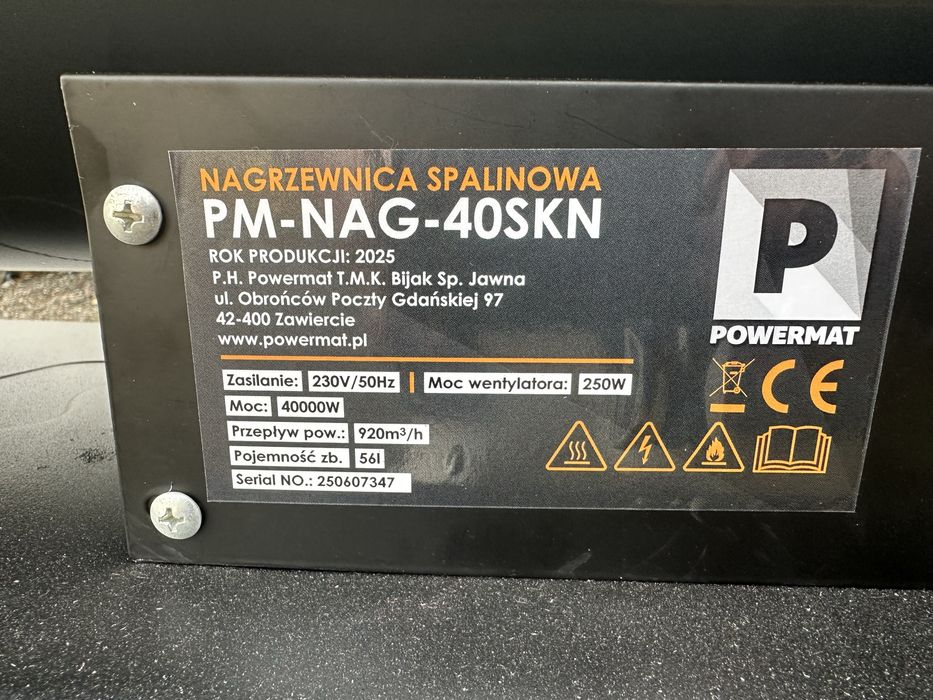 NAGRZEWNICA SPALINOWA
PM-NAG-40SKN
ROK PRODUKCJI: 2025
P.H. Powermat T.M.K. Bijak Sp. Jawna
ul. Obrońców Poczty Gdańskiej 97
42-400 Zawiercie
www.powermat.pl
P
POWERMAT
Zasilanie: 230V/50Hz | Moc wentylatora: 250W
Moc: 40000W
Przepływ pow.: 920m³/h
Pojemność zb. 56l
Serial NO.: 250607347
CE